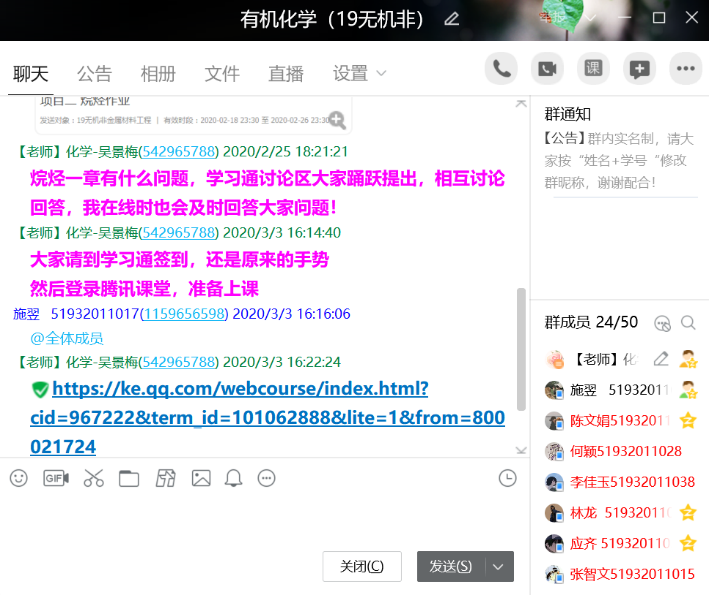 有机化学（19无机非）
聊天 公告 相册 文件 直播 设置
课
项目二 烷烃作业
发送对象：19无机非金属材料工程 | 有效时段：2020-02-18 23:30 至 2020-02-26 23:30
【老师】化学-吴景梅(542965788) 2020/2/25 18:21:21
烷烃一章有什么问题，学习通讨论区大家踊跃提出，相互讨论
回答，我在线时也会及时回答大家问题！
【老师】化学-吴景梅(542965788) 2020/3/3 16:14:40
大家请到学习通签到，还是原来的手势
然后登录腾讯课堂，准备上课
施翌 51932011017(1159656598) 2020/3/3 16:16:06
@全体成员
【老师】化学-吴景梅(542965788) 2020/3/3 16:22:24
https://ke.qq.com/webcourse/index.html?
cid=967222&term_id=101062888&lite=1&from=800
021724
GIF
关闭(C) 发送(S)
群通知
【公告】群内实名制，请大
家按 “姓名+学号 “修改
群昵称，谢谢配合！
群成员 24/50
【老师】化
施翌 5193201
陈文娟5193201
何颖51932011028
李佳玉51932011038
林龙 519320
应齐 5193201
张智文51932011015